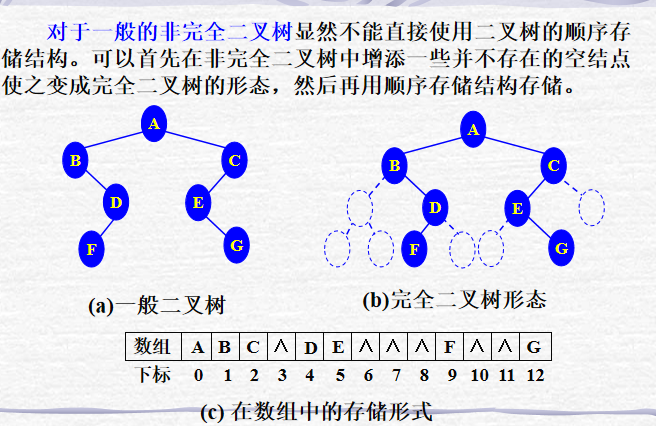 对于一般的非完全二叉树显然不能直接使用二叉树的顺序存
储结构。可以首先在非完全二叉树中增添一些并不存在的空结点
使之变成完全二叉树的形态，然后再用顺序存储结构存储。
A
B C
D E
F G
A
B C
D E
F G
(a)一般二叉树
(b)完全二叉树形态
数组 A B C ∧ D E ∧ ∧ ∧ F ∧ ∧ G
下标 0 1 2 3 4 5 6 7 8 9 10 11 12
(c) 在数组中的存储形式